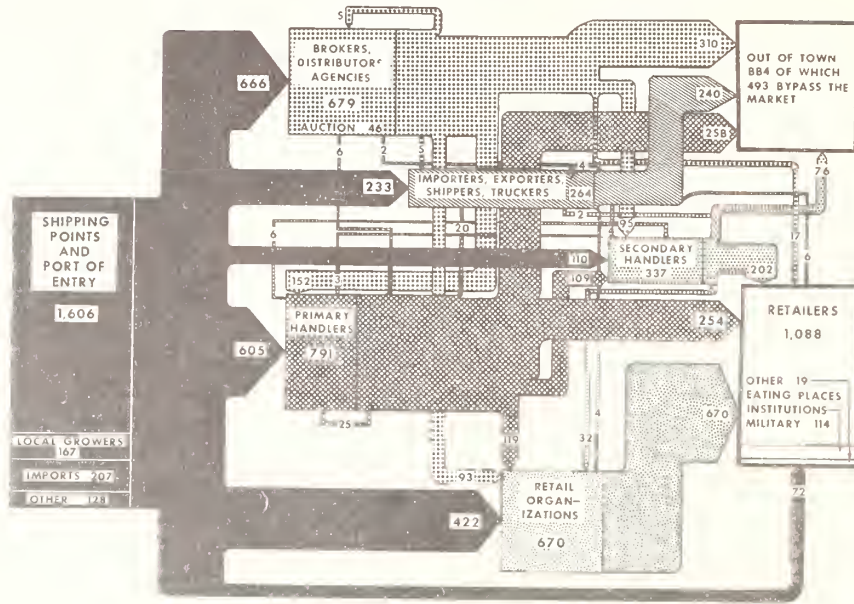 5
BROKERS,
DISTRIBUTORS
AGENCIES
679
AUCTION 46
666
6
2
5
310
240
258
OUT OF TOWN
884 OF WHICH
493 BYPASS THE
MARKET
76
4
IMPORTERS, EXPORTERS,
SHIPPERS, TRUCKERS
264
233
2
4
95
17
6
6
3
20
SHIPPING
POINTS
AND
PORT OF
ENTRY
1,606
110
SECONDARY
HANDLERS
337
202
152
109
PRIMARY
HANDLERS
791
605
254
RETAILERS
1,088
OTHER 19
EATING PLACES
INSTITUTIONS
MILITARY 114
25
119
32
4
670
LOCAL GROWERS
167
IMPORTS 207
OTHER 128
93
RETAIL
ORGAN-
IZATIONS
670
422
72